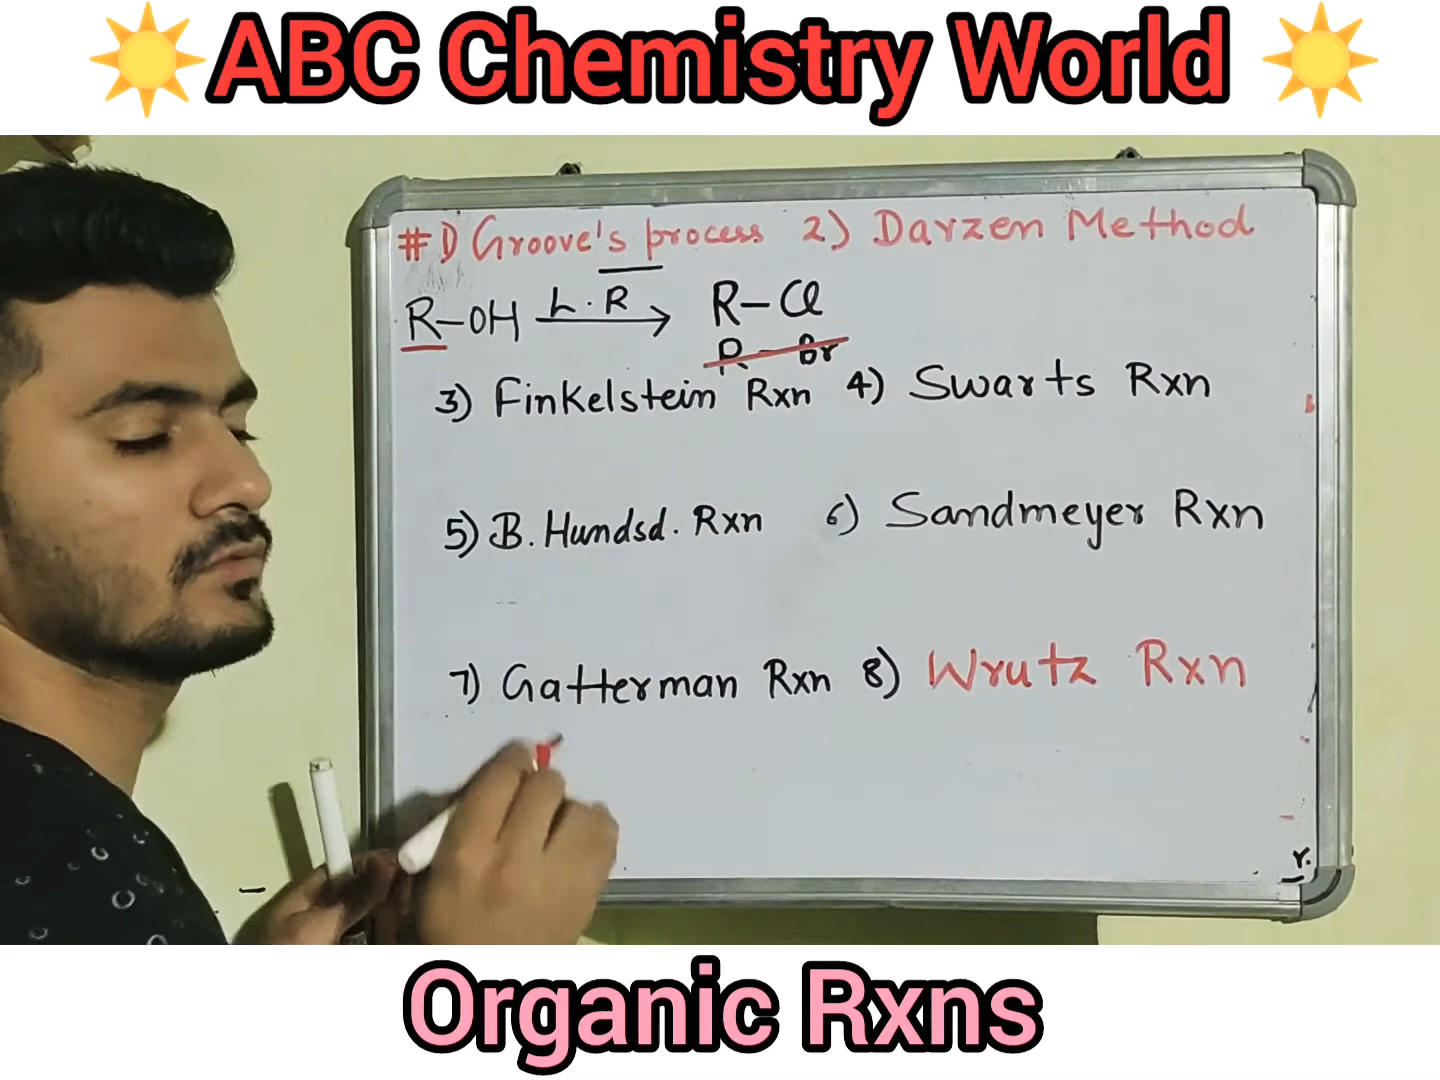 ABC Chemistry World
# 1) Groove's process 2) Darzen Method
R-OH L.R → R-Cl
R-Br
3) Finkelstein Rxn 4) Swarts Rxn
5) B. Hundsd. Rxn 6) Sandmeyer Rxn
7) Gatterman Rxn 8) Wrutz Rxn
r.
Organic Rxns